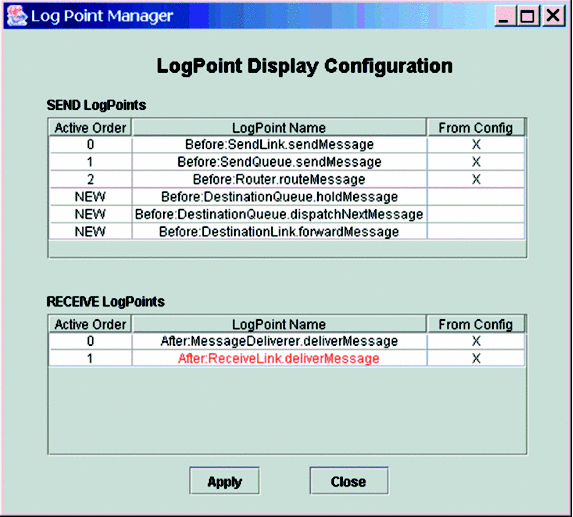 Log Point Manager
LogPoint Display Configuration
SEND LogPoints
Active Order LogPoint Name From Config
0 Before:SendLink.sendMessage X
1 Before:SendQueue.sendMessage X
2 Before:Router.routeMessage X
NEW Before:DestinationQueue.holdMessage
NEW Before:DestinationQueue.dispatchNextMessage
NEW Before:DestinationLink.forwardMessage
RECEIVE LogPoints
Active Order LogPoint Name From Config
0 After:MessageDeliverer.deliverMessage X
1 After:ReceiveLink.deliverMessage X
Apply Close